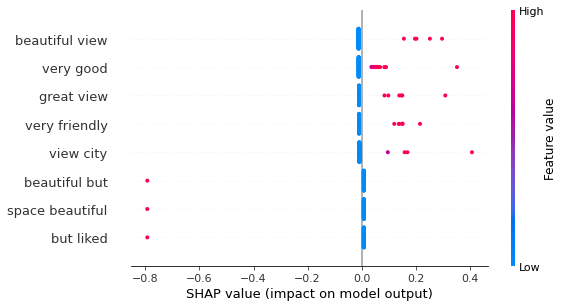 High
beautiful view
very good
great view
very friendly
view city
beautiful but
space beautiful
but liked
Feature value
Low
−0.8 −0.6 −0.4 −0.2 0.0 0.2 0.4
SHAP value (impact on model output)